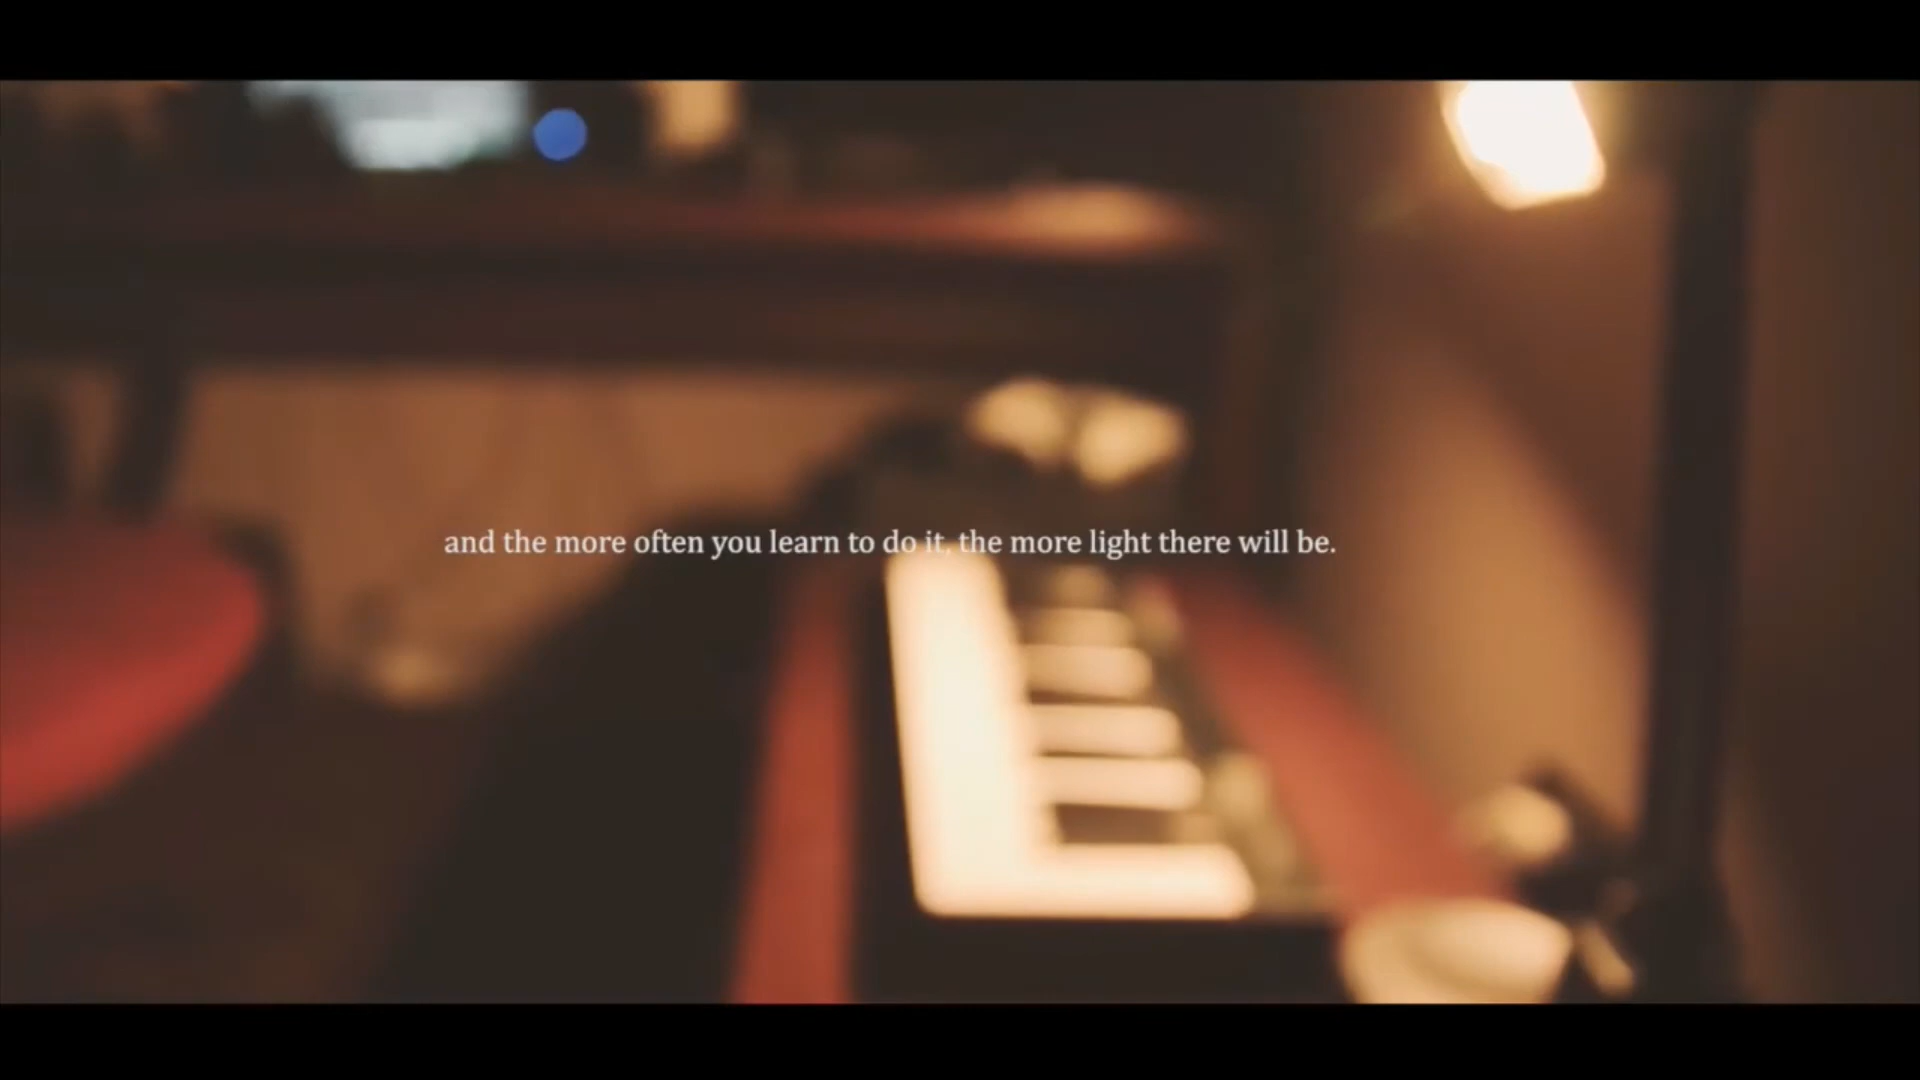 and the more often you learn to do it, the more light there will be.